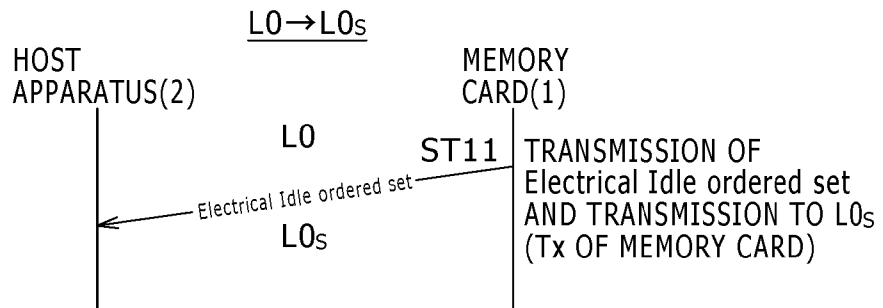 L0→L0s
HOST
APPARATUS(2)
MEMORY
CARD(1)
L0
ST11
TRANSMISSION OF
Electrical Idle ordered set
AND TRANSMISSION TO L0s
(Tx OF MEMORY CARD)
Electrical Idle ordered set
L0s